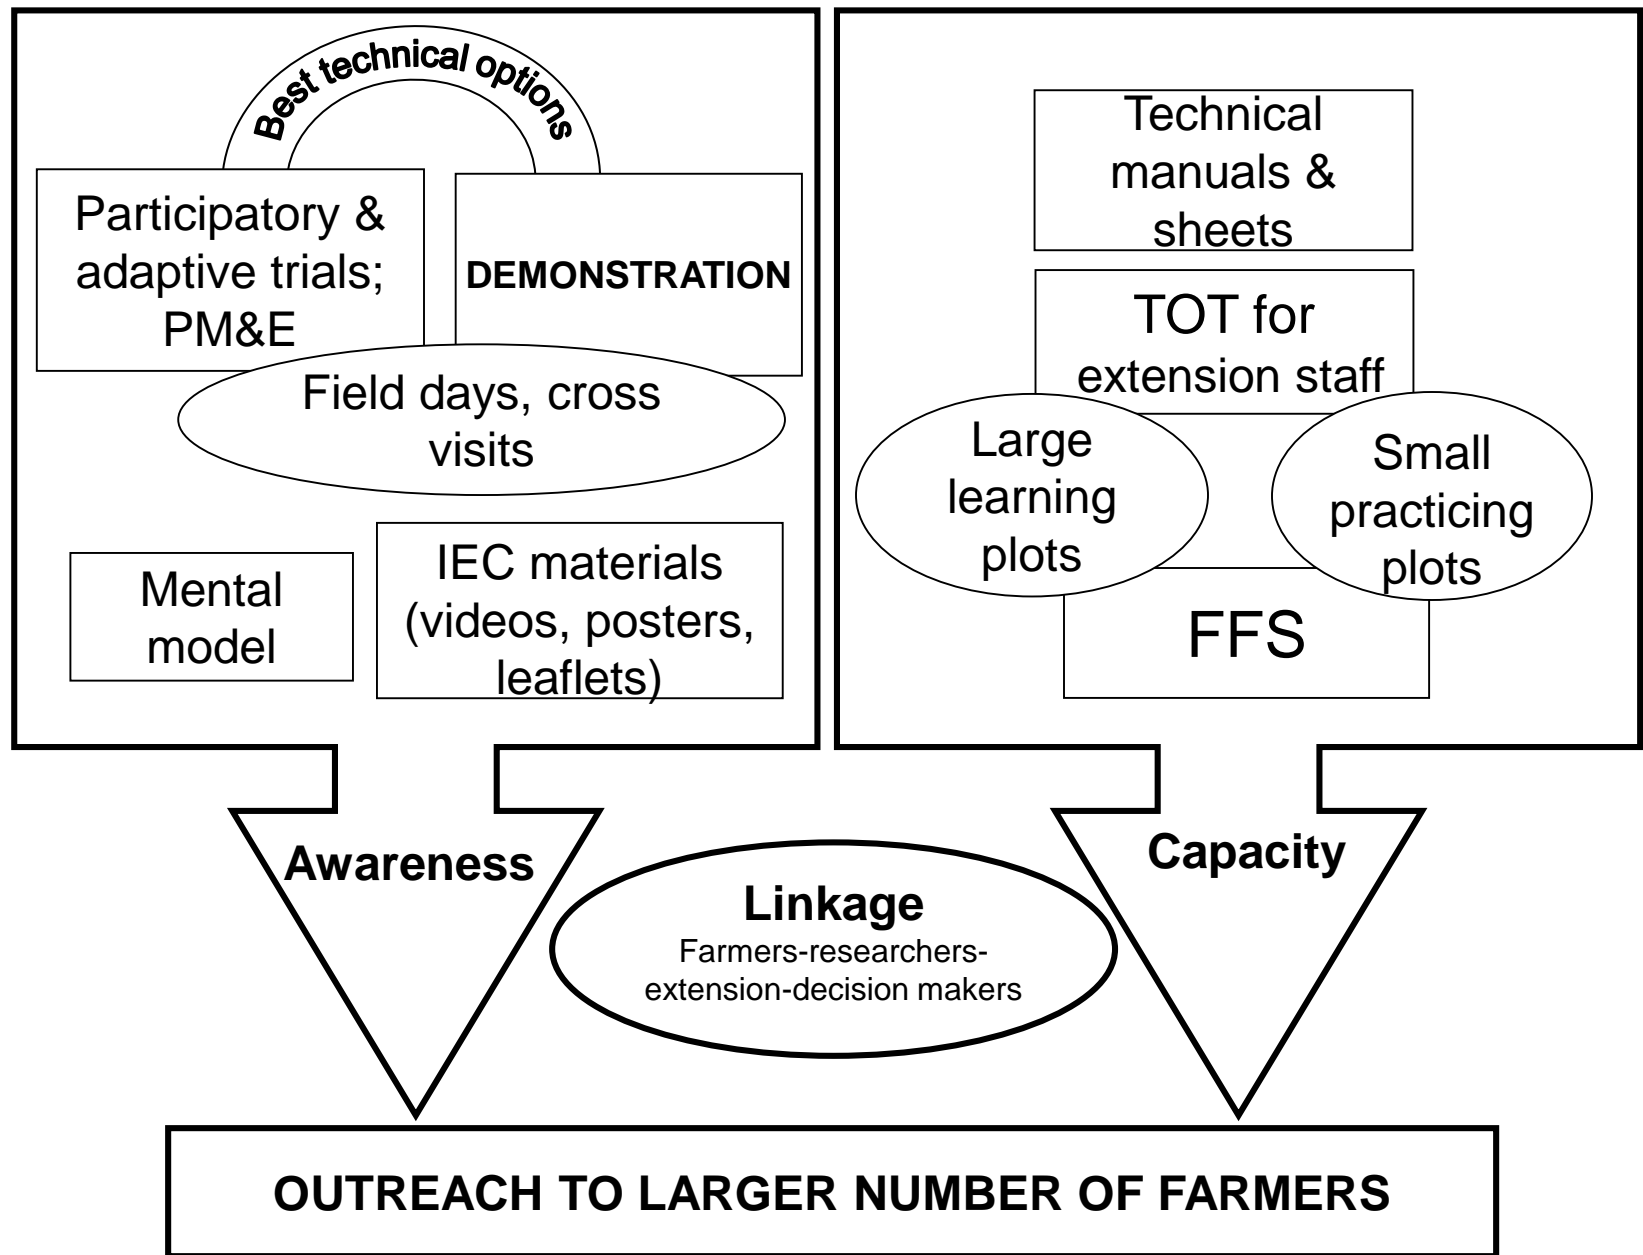 Best technical options
Participatory &
adaptive trials;
PM&E
DEMONSTRATION
Field days, cross
visits
Mental
model
IEC materials
(videos, posters,
leaflets)
Technical
manuals &
sheets
TOT for
extension staff
Large
learning
plots
Small
practicing
plots
FFS
Awareness
Linkage
Farmers-researchers-
extension-decision makers
Capacity
OUTREACH TO LARGER NUMBER OF FARMERS